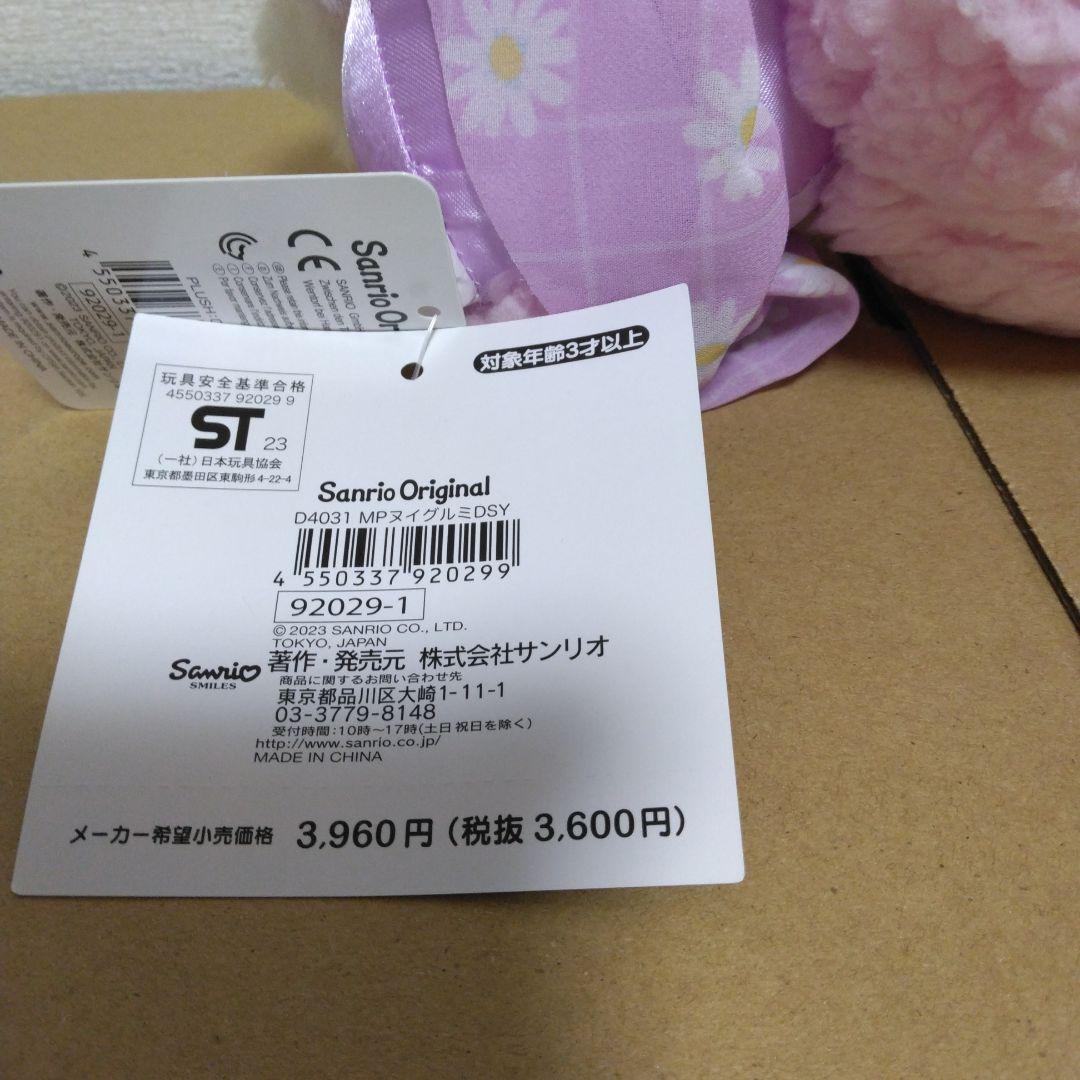 Sanrio Ori
CE
SANRIO
4 55033
92029-1
PLUSH
対象年齢3才以上
玩具安全基準合格
4550337 92029 9
ST 23
(一社)日本玩具協会
東京都墨田区東駒形4-22-4
Sanrio Original
D4031 MPヌイグルミDSY
4 550337 920299
92029-1
© 2023 SANRIO CO., LTD.
TOKYO, JAPAN
Sanrio SMILES
著作・発売元 株式会社サンリオ
商品に関するお問い合わせ先
東京都品川区大崎1-11-1
03-3779-8148
受付時間:10時～17時(土日祝日を除く)
http://www.sanrio.co.jp/
MADE IN CHINA
メーカー希望小売価格 3,960円(税抜 3,600円)